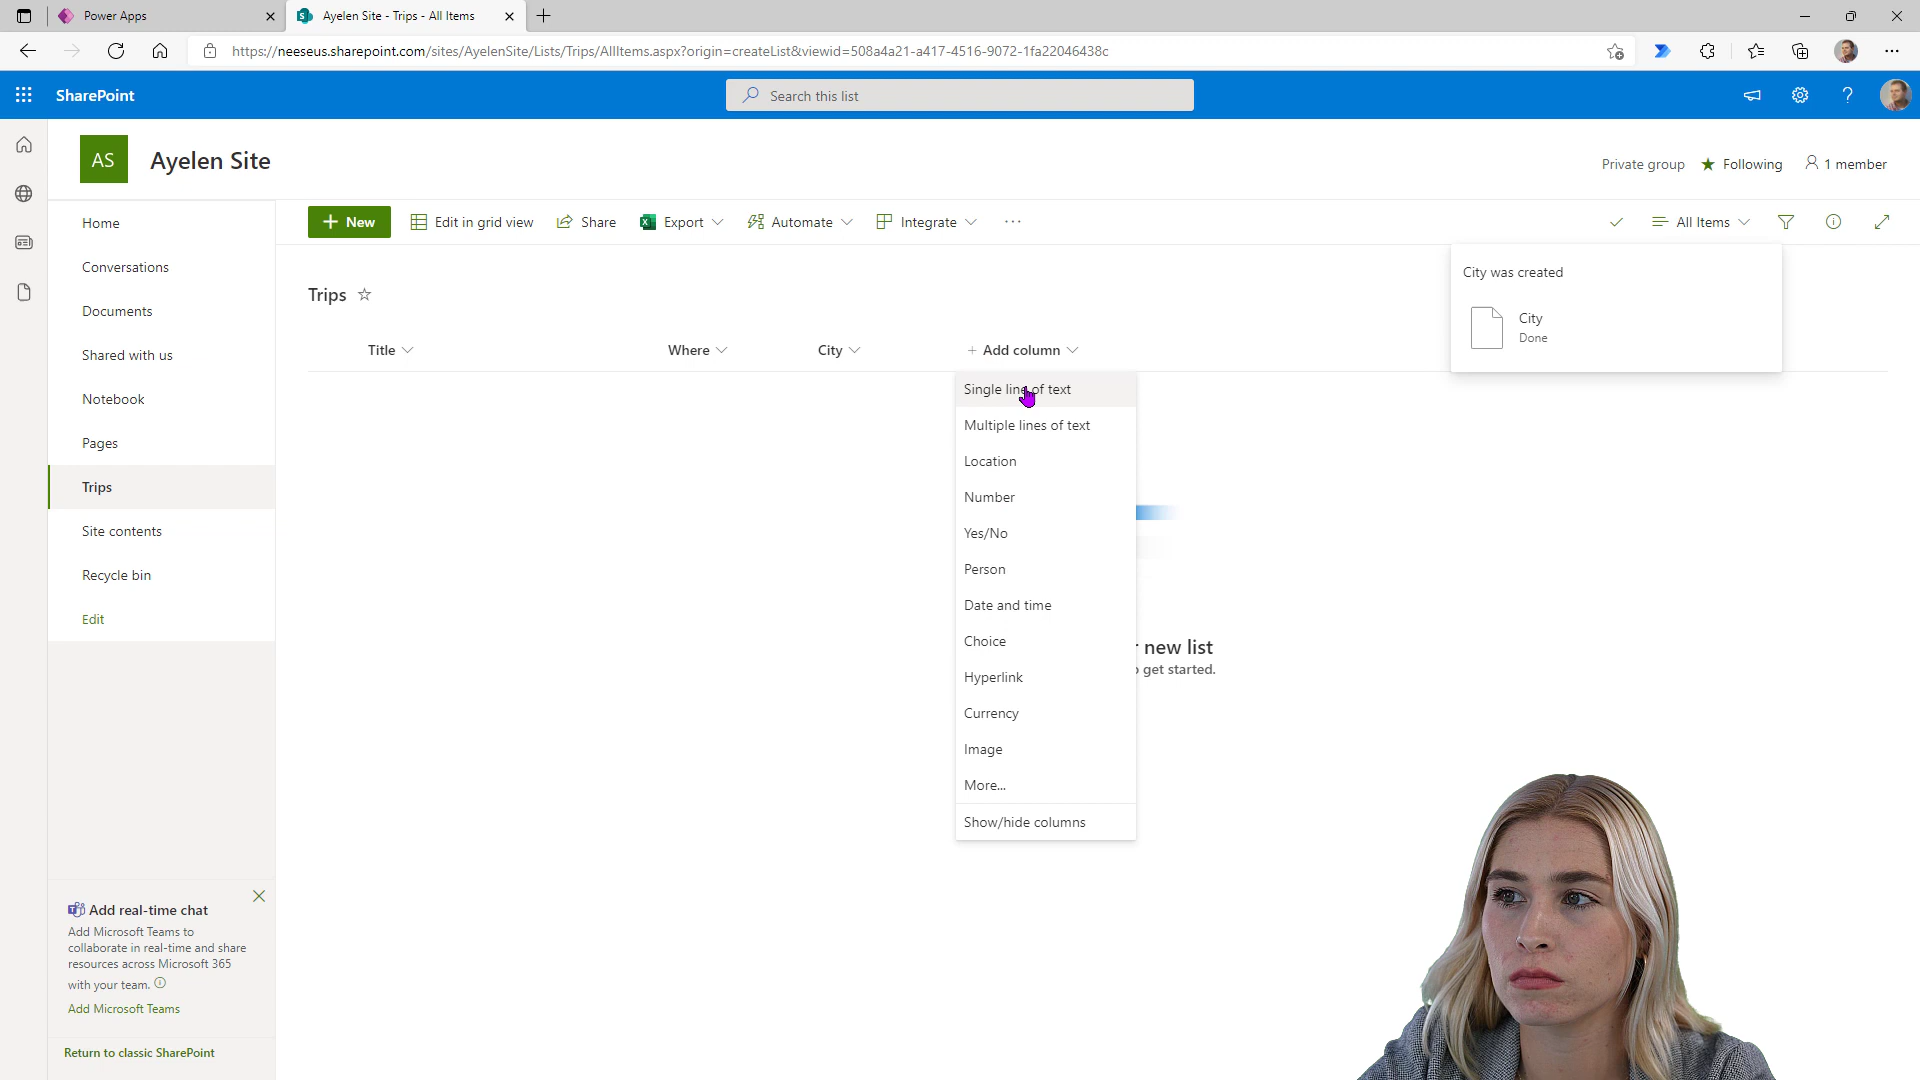 Power Apps
Ayelen Site - Trips - All Items
https://neeseus.sharepoint.com/sites/AyelenSite/Lists/Trips/AllItems.aspx?origin=createList&viewid=508a4a21-a417-4516-9072-1fa22046438c
SharePoint
Search this list
?
AS
Ayelen Site
Private group
Following
1 member
Home
Conversations
Documents
Shared with us
Notebook
Pages
Trips
Site contents
Recycle bin
Edit
+ New
Edit in grid view
Share
Export
Automate
Integrate
...
All Items
City was created
City
Done
Trips
Title
Where
City
+ Add column
Single line of text
Multiple lines of text
Location
Number
Yes/No
Person
Date and time
Choice
Hyperlink
Currency
Image
More...
Show/hide columns
new list
get started.
Add real-time chat
Add Microsoft Teams to
collaborate in real-time and share
resources across Microsoft 365
with your team.
Add Microsoft Teams
Return to classic SharePoint